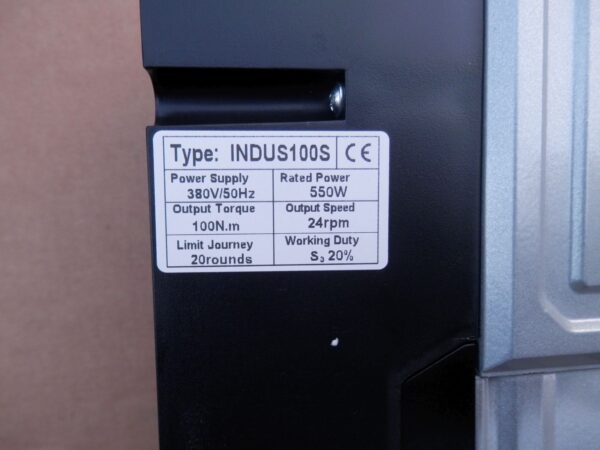 Type: INDUS100S CE
Power Supply Rated Power
380V/50Hz 550W
Output Torque Output Speed
100N.m 24rpm
Limit Journey Working Duty
20rounds S₃ 20%